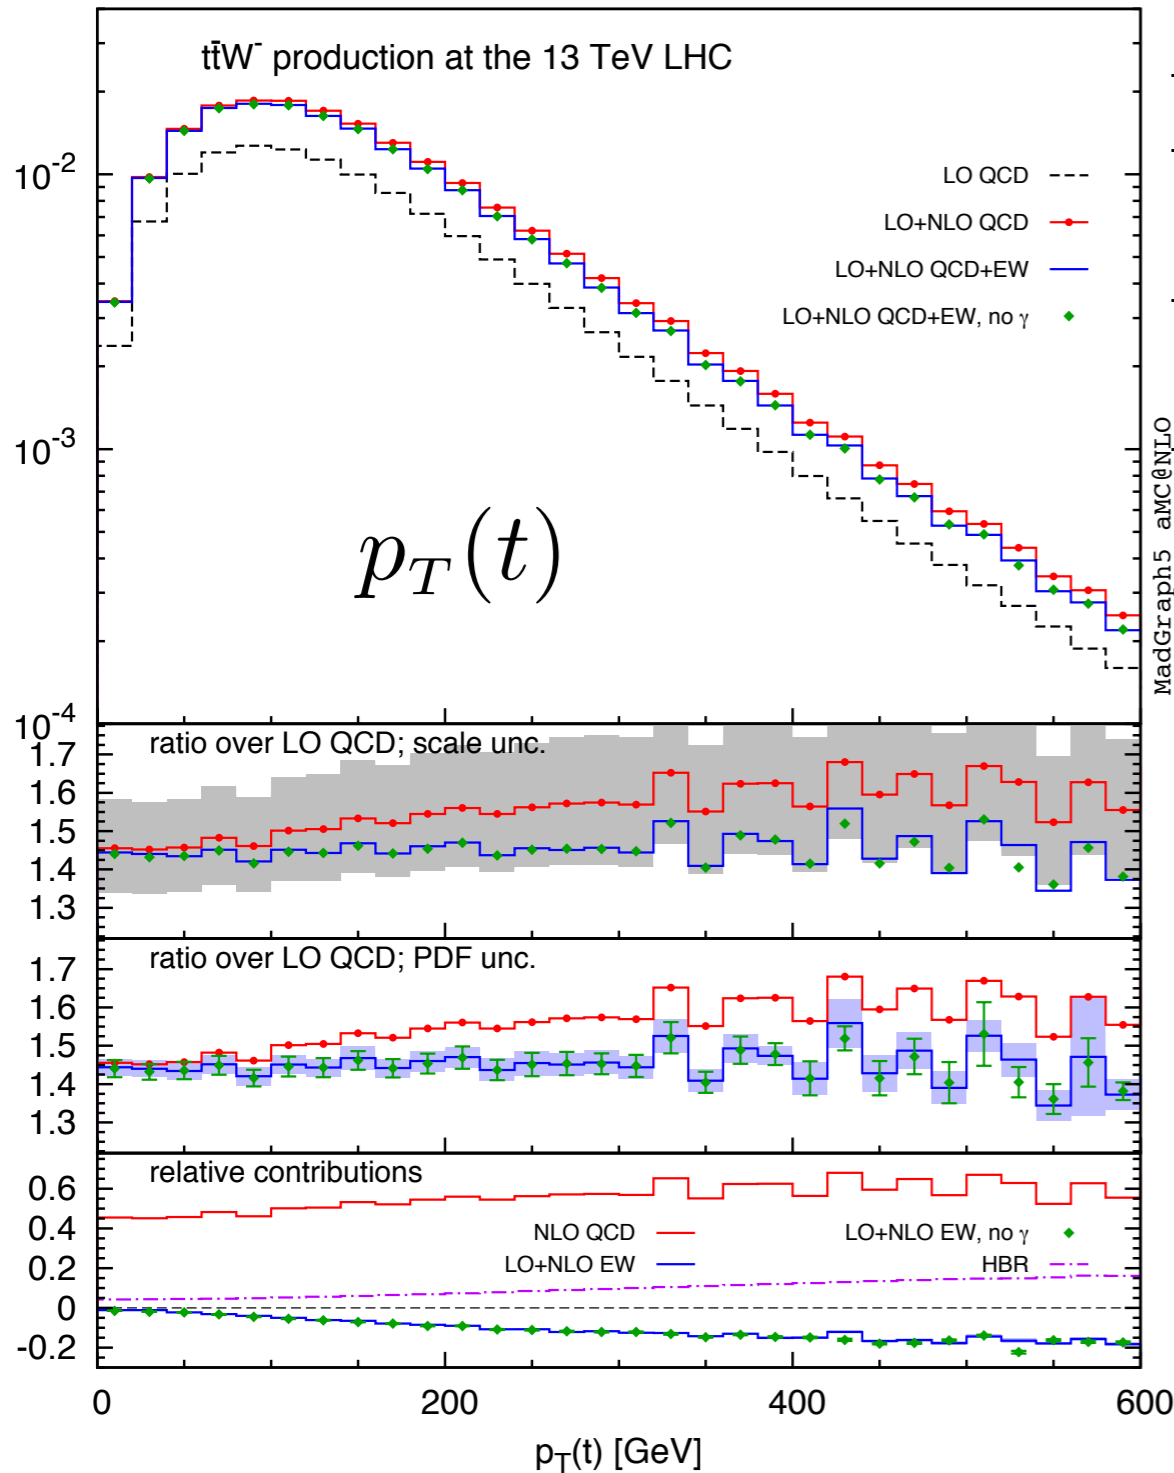 tt̄W⁻ production at the 13 TeV LHC
10⁻²
10⁻³
10⁻⁴
LO QCD
LO+NLO QCD
LO+NLO QCD+EW
LO+NLO QCD+EW, no γ
p_T(t)
MadGraph5_aMC@NLO
ratio over LO QCD; scale unc.
1.7
1.6
1.5
1.4
1.3
ratio over LO QCD; PDF unc.
1.7
1.6
1.5
1.4
1.3
relative contributions
0.6
0.4
0.2
0
-0.2
NLO QCD
LO+NLO EW
LO+NLO EW, no γ
HBR
0 200 400 600
p_T(t) [GeV]